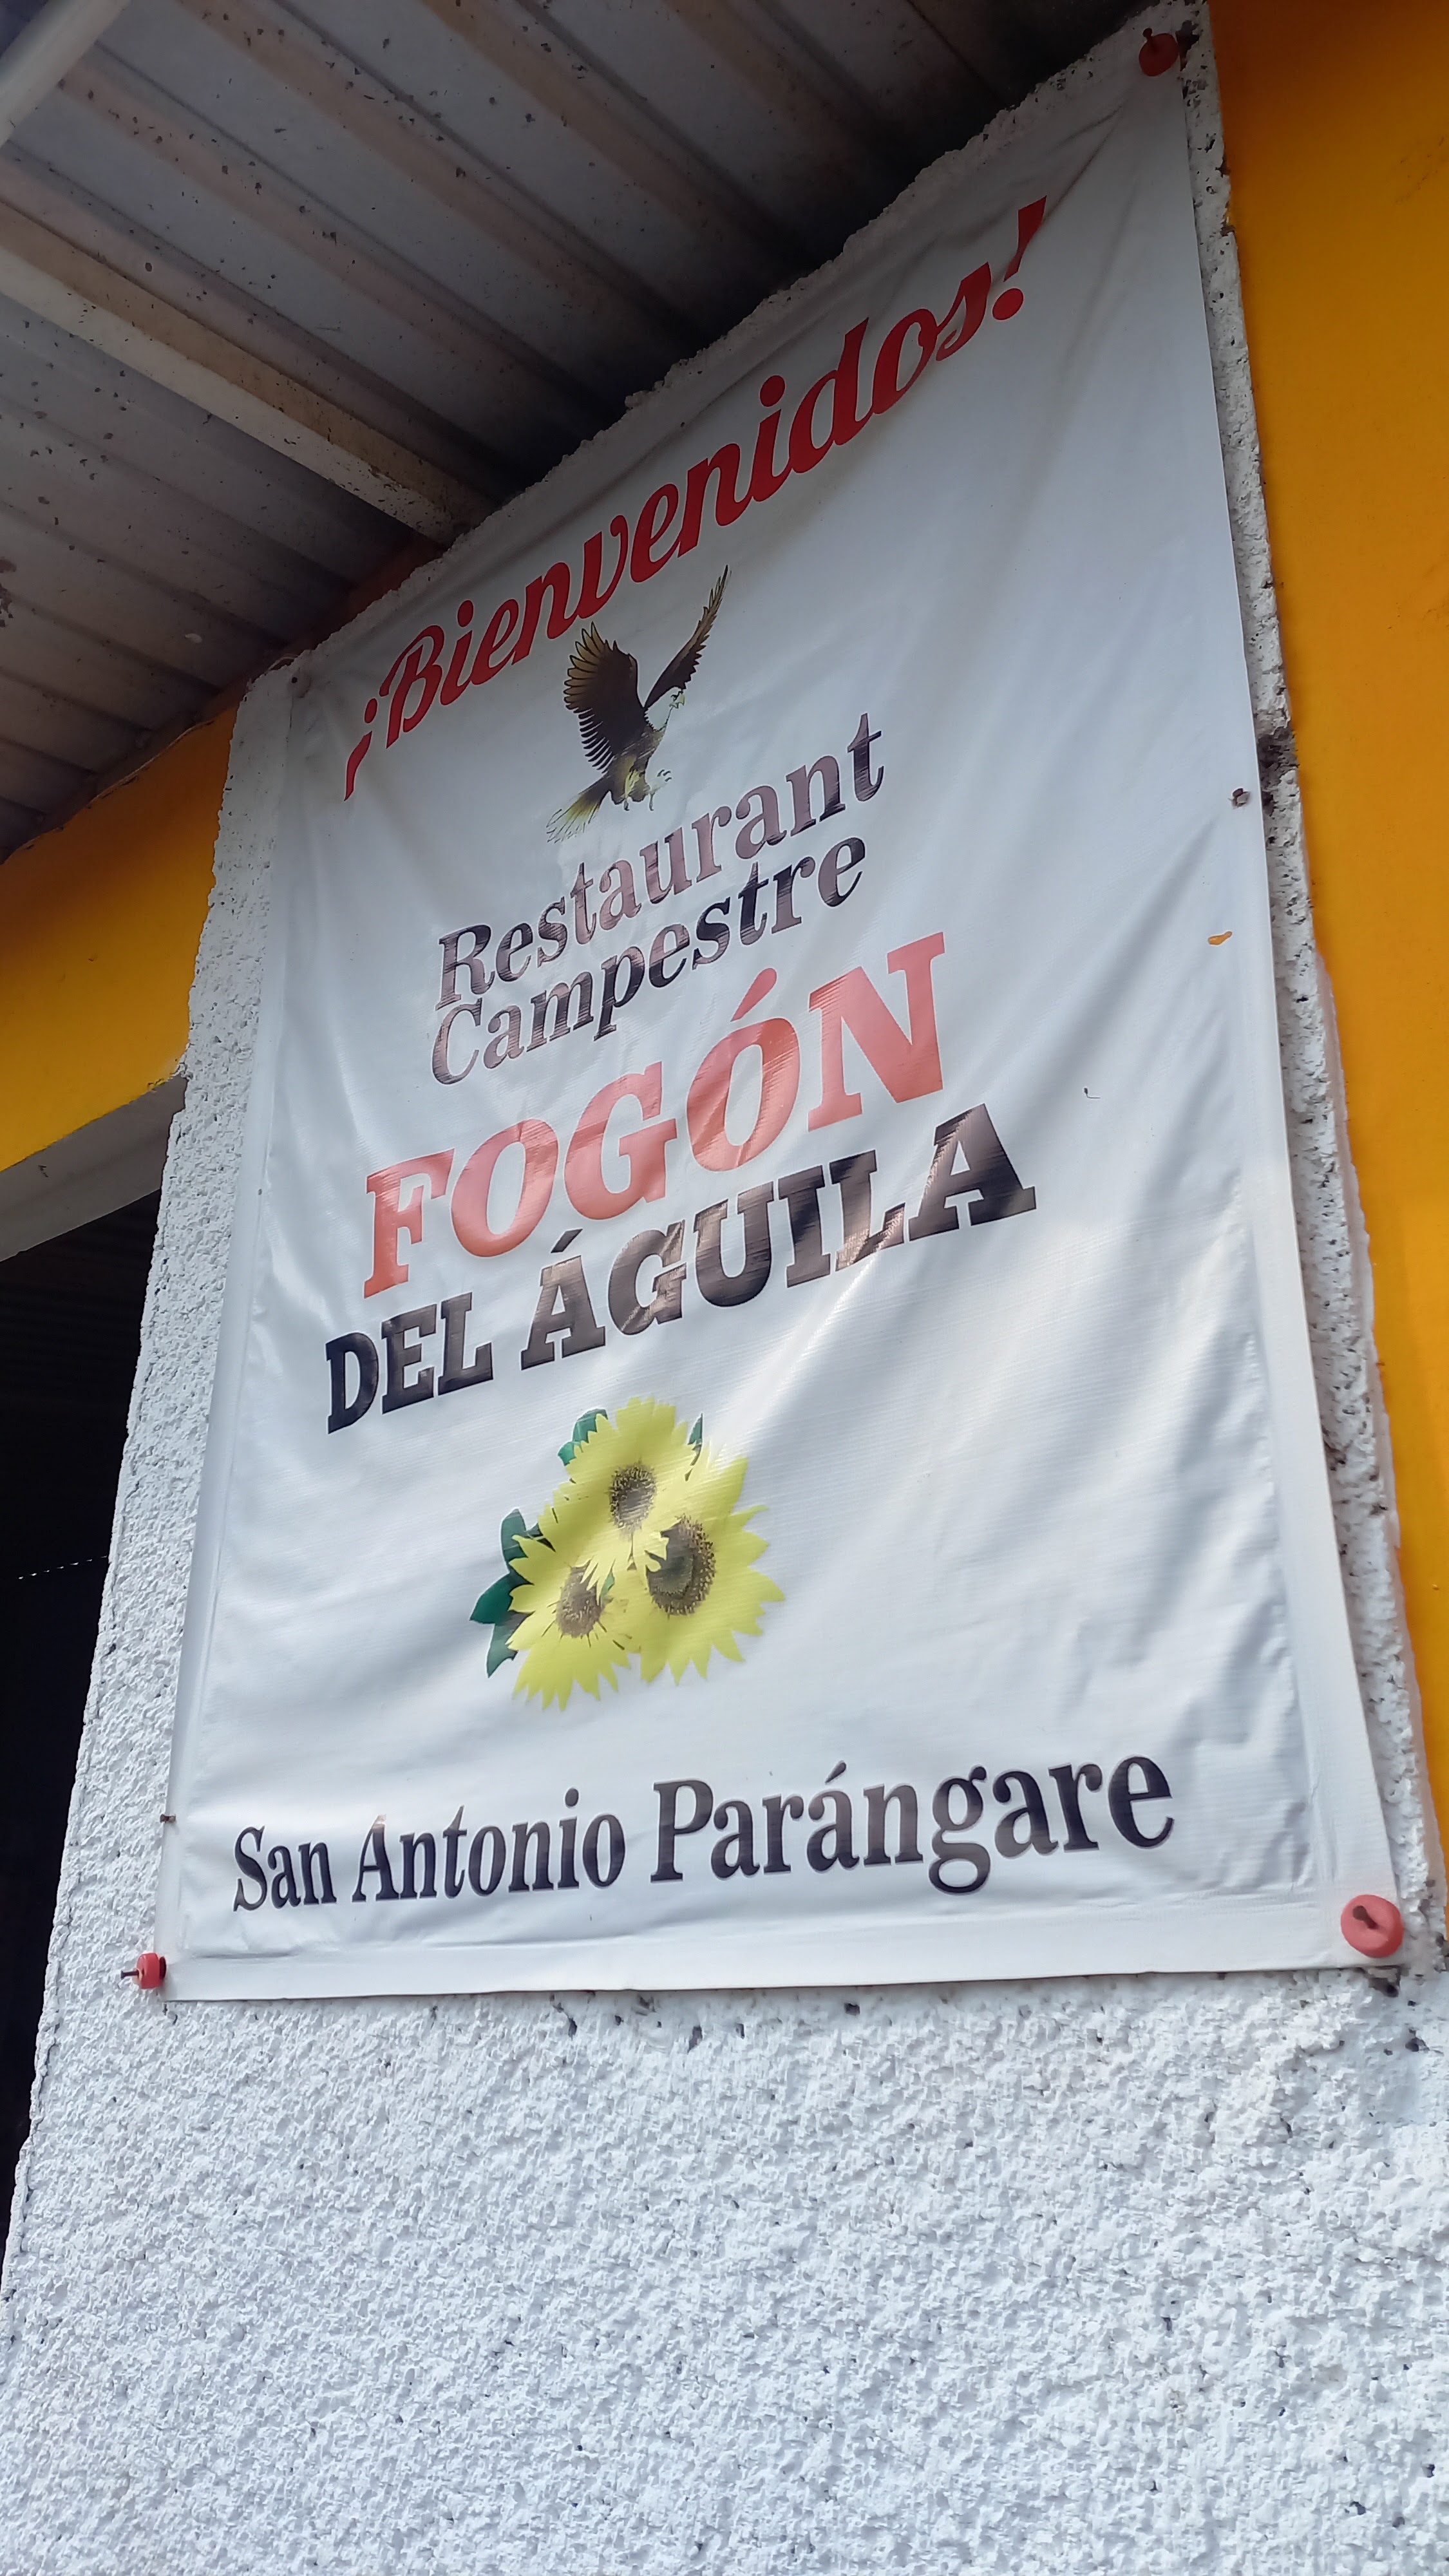 ¡Bienvenidos!
Restaurant
Campestre
FOGÓN
DEL ÁGUILA
San Antonio Parángare